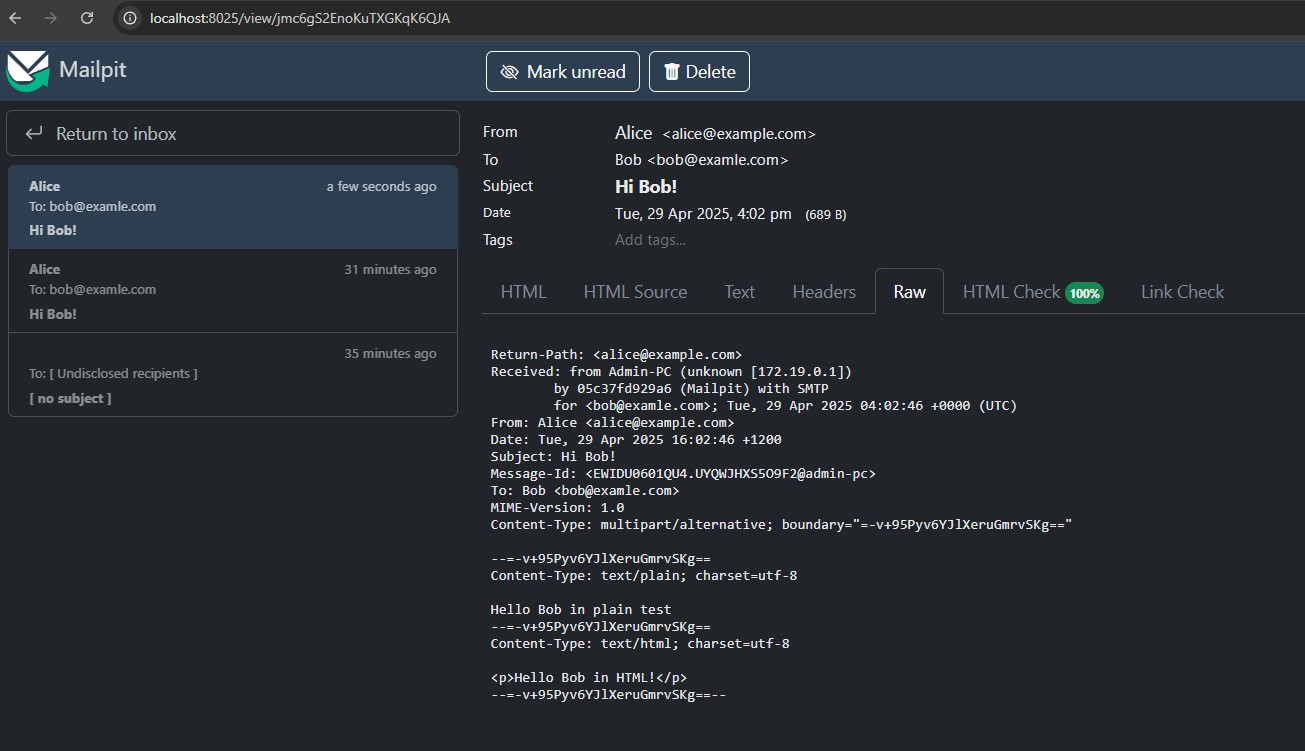 localhost:8025/view/jmc6gS2EnoKuTXGKqK6QJA
Mailpit
Mark unread
Delete
Return to inbox
Alice
a few seconds ago
To: bob@examle.com
Hi Bob!
Alice
31 minutes ago
To: bob@examle.com
Hi Bob!
35 minutes ago
To: [ Undisclosed recipients ]
[ no subject ]
From Alice <alice@example.com>
To Bob <bob@examle.com>
Subject Hi Bob!
Date Tue, 29 Apr 2025, 4:02 pm (689 B)
Tags Add tags...
HTML HTML Source Text Headers Raw HTML Check 100% Link Check
Return-Path: <alice@example.com>
Received: from Admin-PC (unknown [172.19.0.1])
by 05c37fd929a6 (Mailpit) with SMTP
for <bob@examle.com>; Tue, 29 Apr 2025 04:02:46 +0000 (UTC)
From: Alice <alice@example.com>
Date: Tue, 29 Apr 2025 16:02:46 +1200
Subject: Hi Bob!
Message-Id: <EWIDU0601QU4.UYQWJHXS5O9F2@admin-pc>
To: Bob <bob@examle.com>
MIME-Version: 1.0
Content-Type: multipart/alternative; boundary="=-v+95Pyv6YJlXeruGmrvSKg=="
--=-v+95Pyv6YJlXeruGmrvSKg==
Content-Type: text/plain; charset=utf-8
Hello Bob in plain test
--=-v+95Pyv6YJlXeruGmrvSKg==
Content-Type: text/html; charset=utf-8
<p>Hello Bob in HTML!</p>
--=-v+95Pyv6YJlXeruGmrvSKg==--